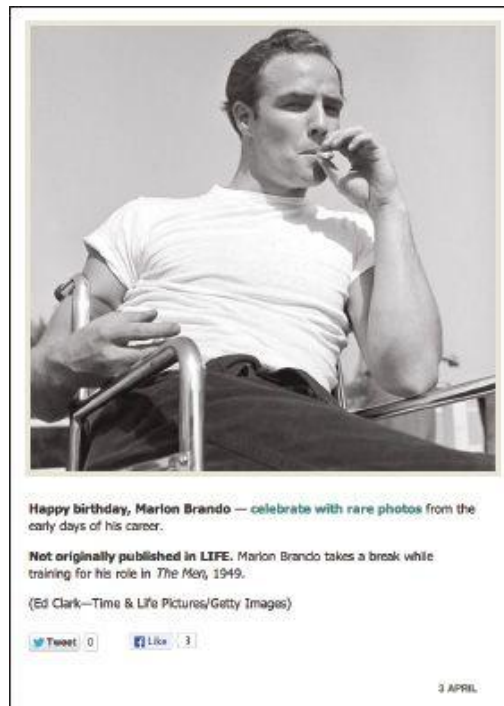 Happy birthday, Marlon Brando — celebrate with rare photos from the
early days of his career.
Not originally published in LIFE. Marlon Brando takes a break while
training for his role in The Men, 1949.
(Ed Clark—Time & Life Pictures/Getty Images)
Tweet 0 Like 3
3 APRIL